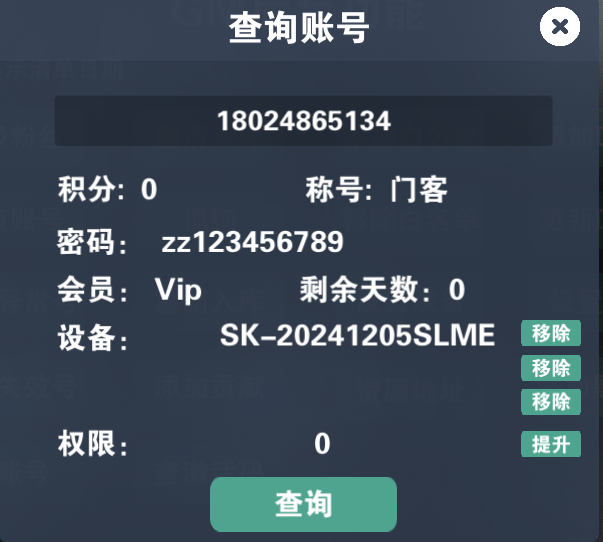 查询账号
18024865134
积分: 0 称号: 门客
密码: zz123456789
会员: Vip 剩余天数: 0
设备: SK-20241205SLME 移除
移除
移除
权限: 0 提升
查询